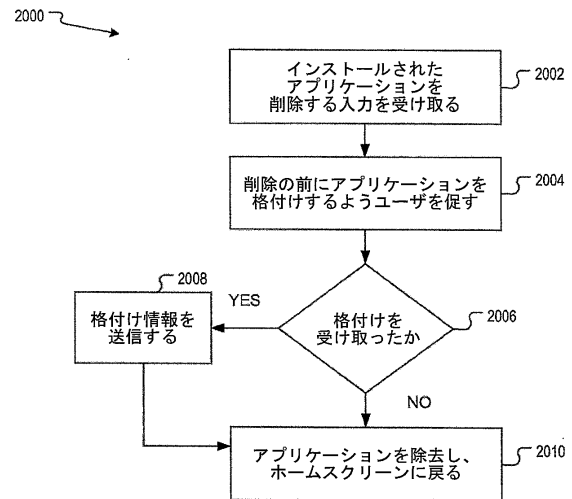 2000
インストールされた
アプリケーションを
削除する入力を受け取る
2002
削除の前にアプリケーションを
格付けするようユーザを促す
2004
2008
YES
格付け情報を
送信する
格付けを
受け取ったか
2006
NO
アプリケーションを除去し、
ホームスクリーンに戻る
2010